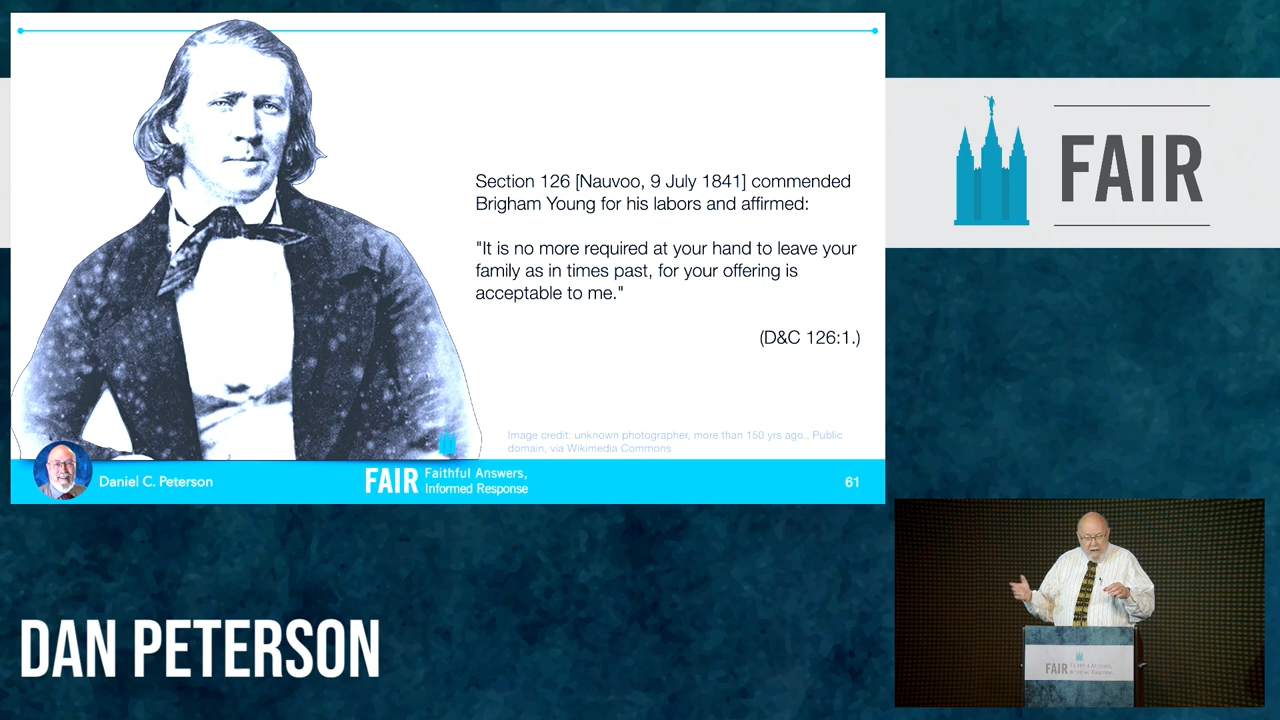 Section 126 [Nauvoo, 9 July 1841] commended
Brigham Young for his labors and affirmed:
"It is no more required at your hand to leave your
family as in times past, for your offering is
acceptable to me."
(D&C 126:1.)
Image credit: unknown photographer, more than 150 yrs ago., Public
domain, via Wikimedia Commons
Daniel C. Peterson
FAIR
Faithful Answers,
Informed Response
61
FAIR
DAN PETERSON
FAIR